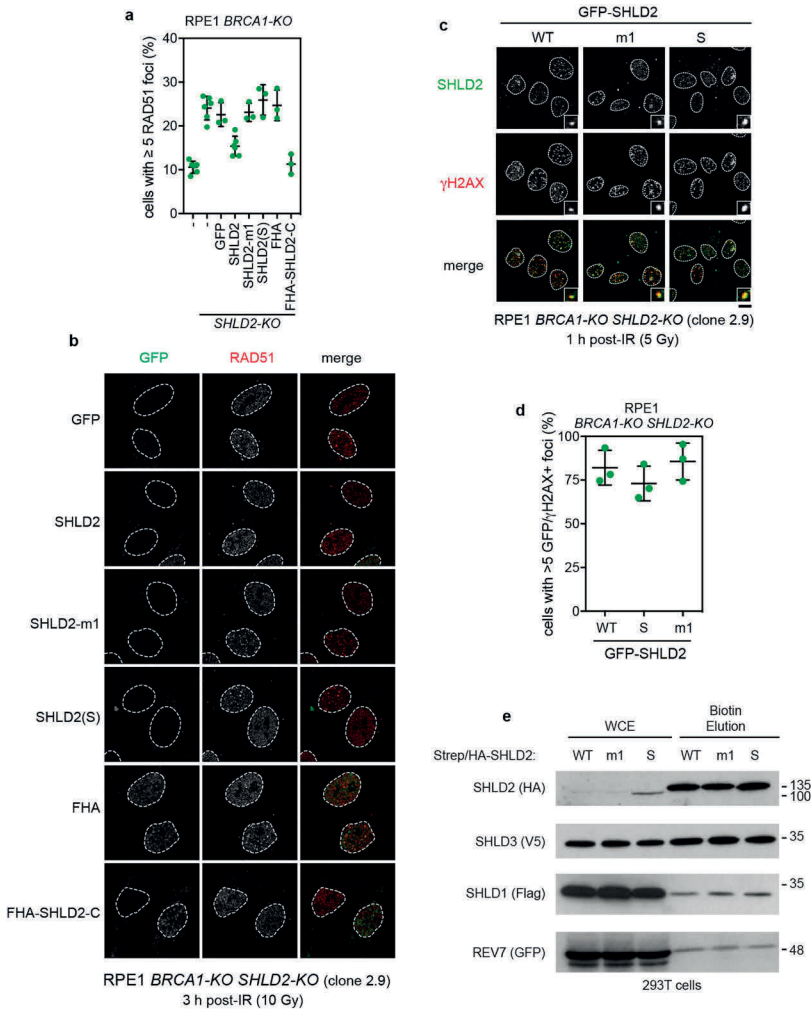 a
RPE1 BRCA1-KO
cells with ≥ 5 RAD51 foci (%)
40
30
20
10
0
-
-
GFP
SHLD2
SHLD2-m1
SHLD2(S)
FHA
FHA-SHLD2-C
SHLD2-KO
b
GFP RAD51 merge
GFP
SHLD2
SHLD2-m1
SHLD2(S)
FHA
FHA-SHLD2-C
RPE1 BRCA1-KO SHLD2-KO (clone 2.9)
3 h post-IR (10 Gy)
c
GFP-SHLD2
WT m1 S
SHLD2
γH2AX
merge
RPE1 BRCA1-KO SHLD2-KO (clone 2.9)
1 h post-IR (5 Gy)
d
RPE1
BRCA1-KO SHLD2-KO
cells with >5 GFP/γH2AX+ foci (%)
100
75
50
25
0
WT S m1
GFP-SHLD2
e
WCE Biotin
Elution
Strep/HA-SHLD2: WT m1 S WT m1 S
SHLD2 (HA) - 135
- 100
SHLD3 (V5) - 35
SHLD1 (Flag) - 35
REV7 (GFP) - 48
293T cells